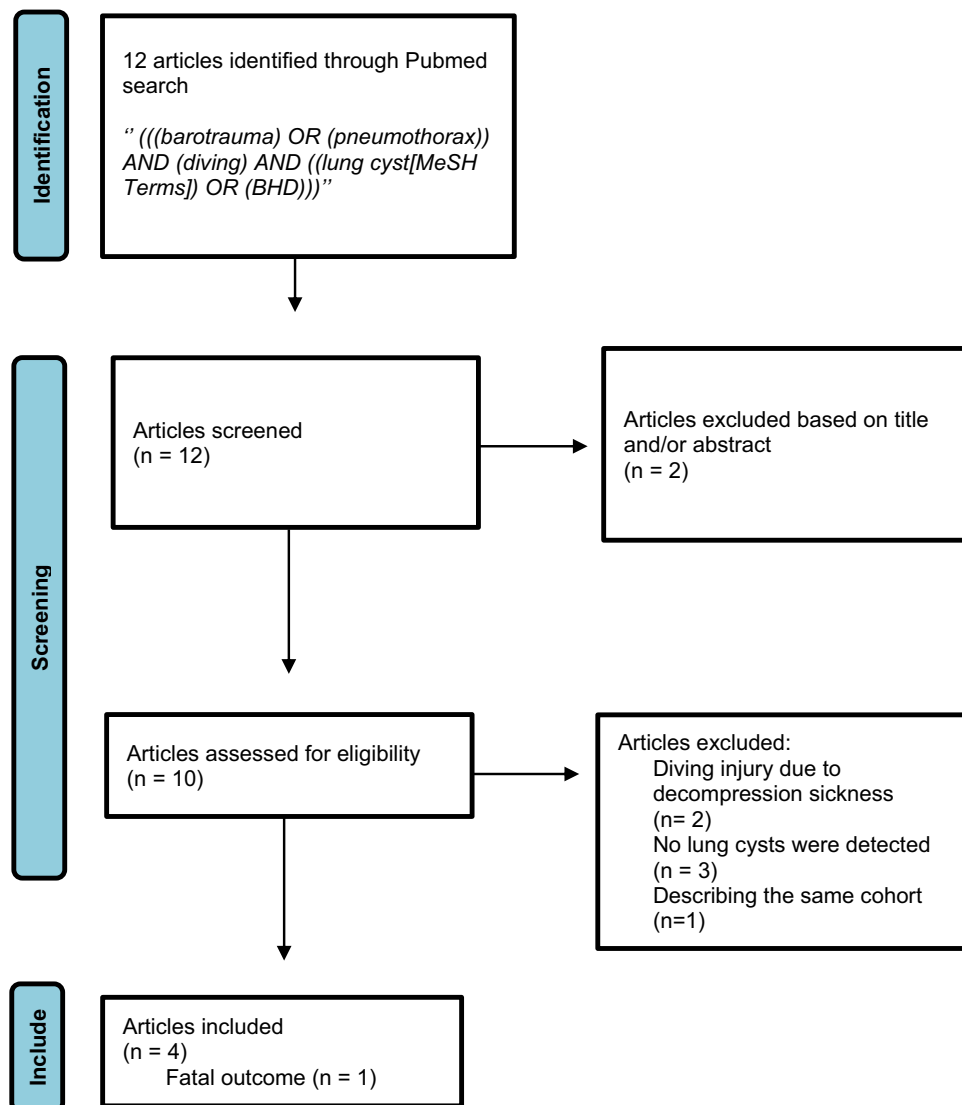 Identification
12 articles identified through Pubmed
search
‘’ (((barotrauma) OR (pneumothorax))
AND (diving) AND ((lung cyst[MeSH
Terms]) OR (BHD)))’’
Screening
Articles screened
(n = 12)
Articles excluded based on title
and/or abstract
(n = 2)
Articles assessed for eligibility
(n = 10)
Articles excluded:
Diving injury due to
decompression sickness
(n= 2)
No lung cysts were detected
(n = 3)
Describing the same cohort
(n=1)
Include
Articles included
(n = 4)
Fatal outcome (n = 1)